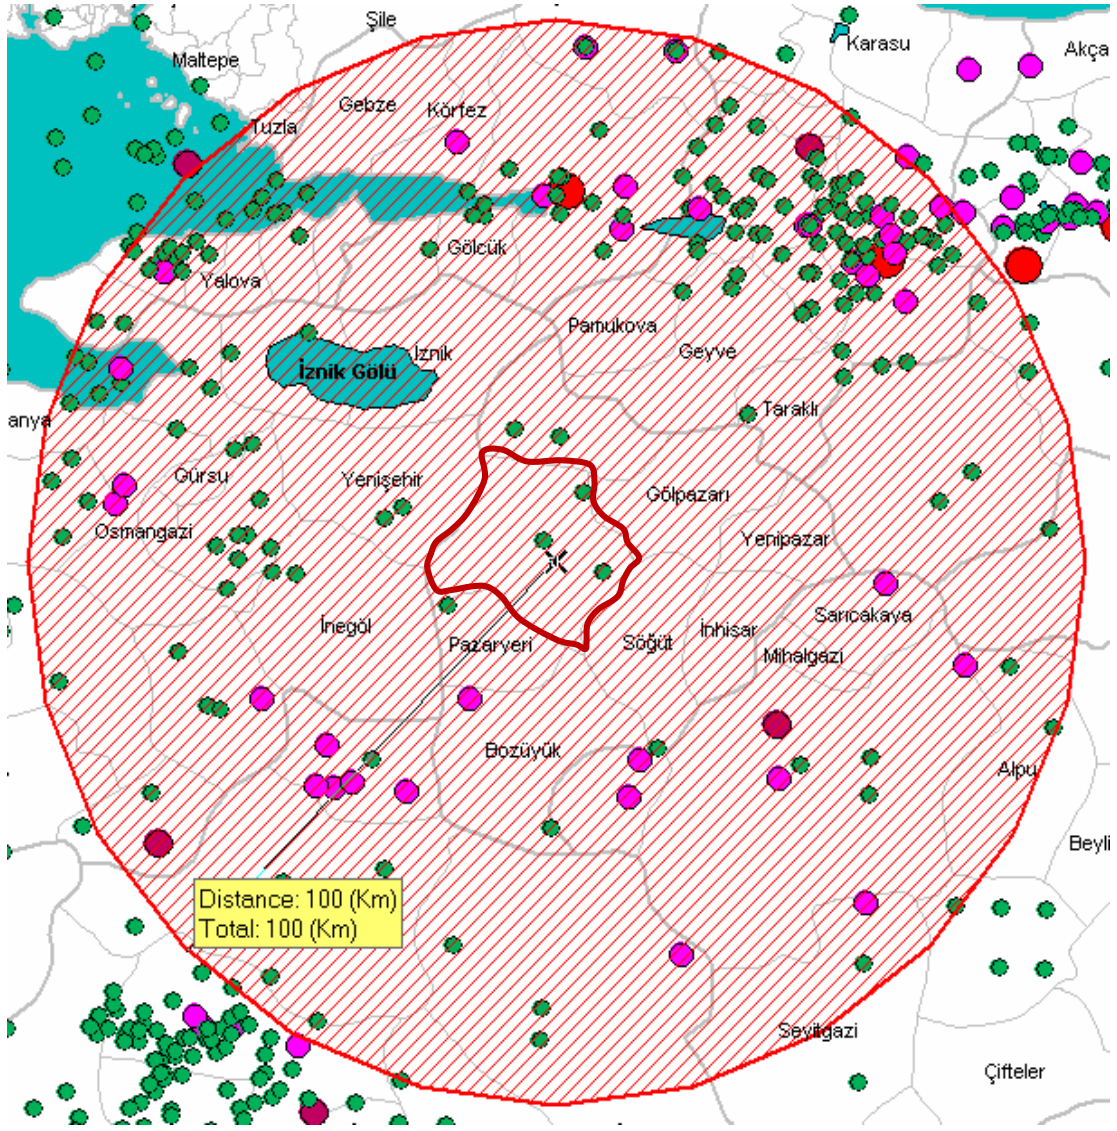 Şile
Karasu
Akça
Maltepe
Gebze
Körfez
Tuzla
Gölcük
Yalova
Pamukova
Geyve
İznik
İznik Gölü
Taraklı
anya
Gürsu
Yenişehir
Gölpazarı
Osmangazi
Yenipazar
Sarıcakaya
İnegöl
Pazaryeri
Söğüt
İnhisar
Mihalgazi
Bozüyük
Alpu
Beyli
Distance: 100 (Km)
Total: 100 (Km)
Seyitgazi
Çifteler